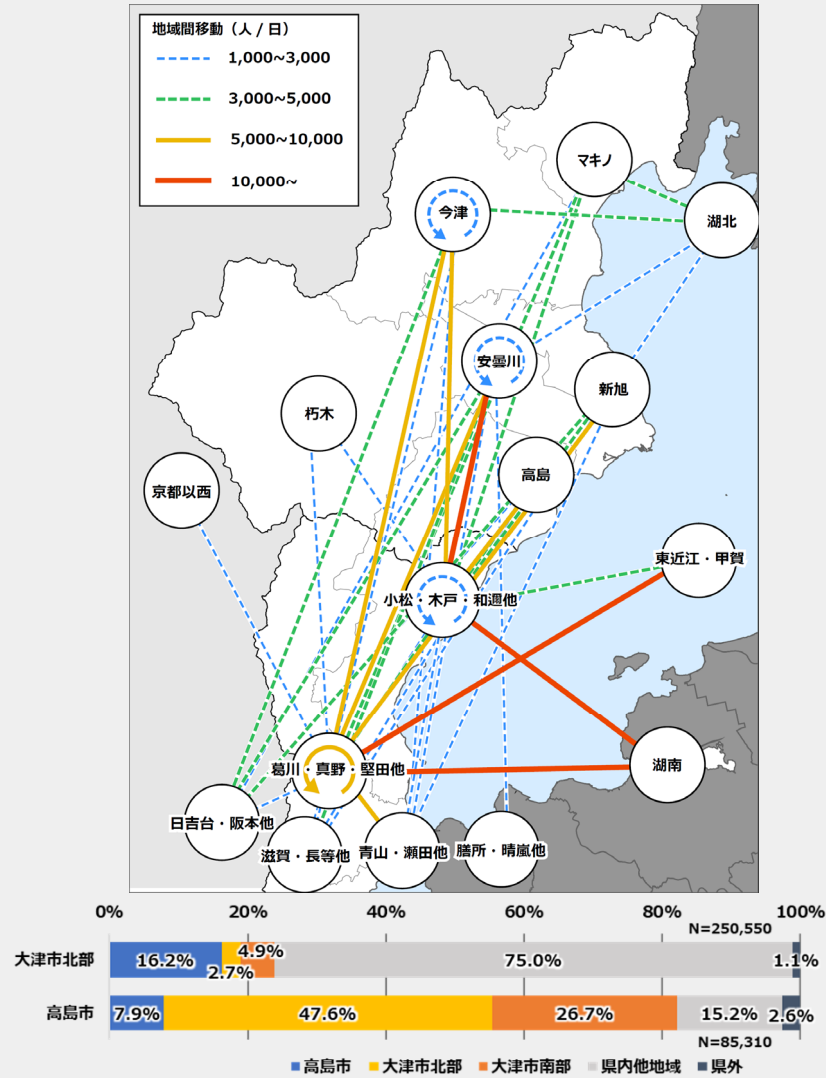 地域間移動（人 / 日）
1,000~3,000
3,000~5,000
5,000~10,000
10,000~
マキノ
今津
湖北
安曇川
新旭
朽木
高島
京都以西
東近江・甲賀
小松・木戸・和邇他
湖南
葛川・真野・堅田他
日吉台・阪本他
滋賀・長等他
青山・瀬田他
膳所・晴嵐他
0% 20% 40% 60% 80% 100%
N=250,550
大津市北部 16.2% 2.7% 4.9% 75.0% 1.1%
高島市 7.9% 47.6% 26.7% 15.2% 2.6%
N=85,310
高島市 大津市北部 大津市南部 県内他地域 県外